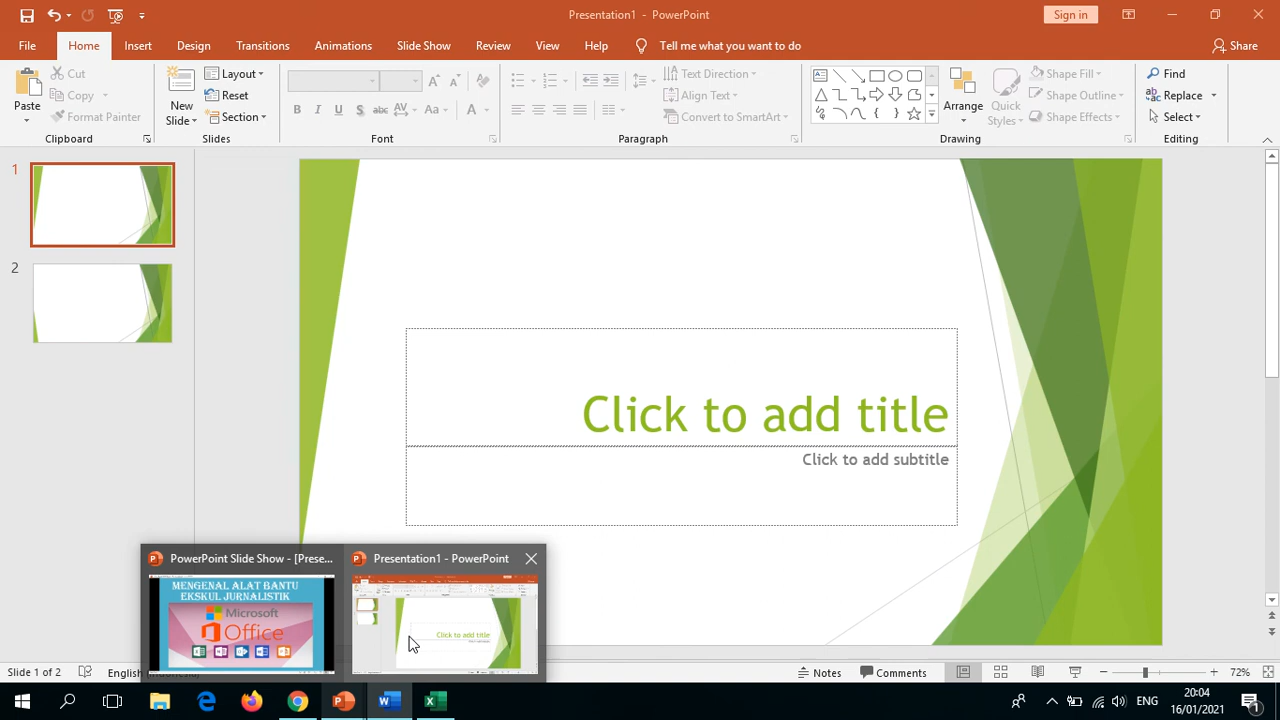 Presentation1 - PowerPoint
Sign in
File Home Insert Design Transitions Animations Slide Show Review View Help Tell me what you want to do Share
Paste
Cut
Copy
Format Painter
Clipboard
New Slide
Layout
Reset
Section
Slides
B I U S abc AV Aa A
Font
Text Direction
Align Text
Convert to SmartArt
Paragraph
Arrange
Quick Styles
Shape Fill
Shape Outline
Shape Effects
Drawing
Find
Replace
Select
Editing
1
2
Click to add title
Click to add subtitle
PowerPoint Slide Show - [Prese...
Presentation1 - PowerPoint
MENGENAL ALAT BANTU
EKSKUL JURNALISTIK
Microsoft
Office
Click to add title
Slide 1 of 2
Notes Comments 72%
ENG
20:04
16/01/2021